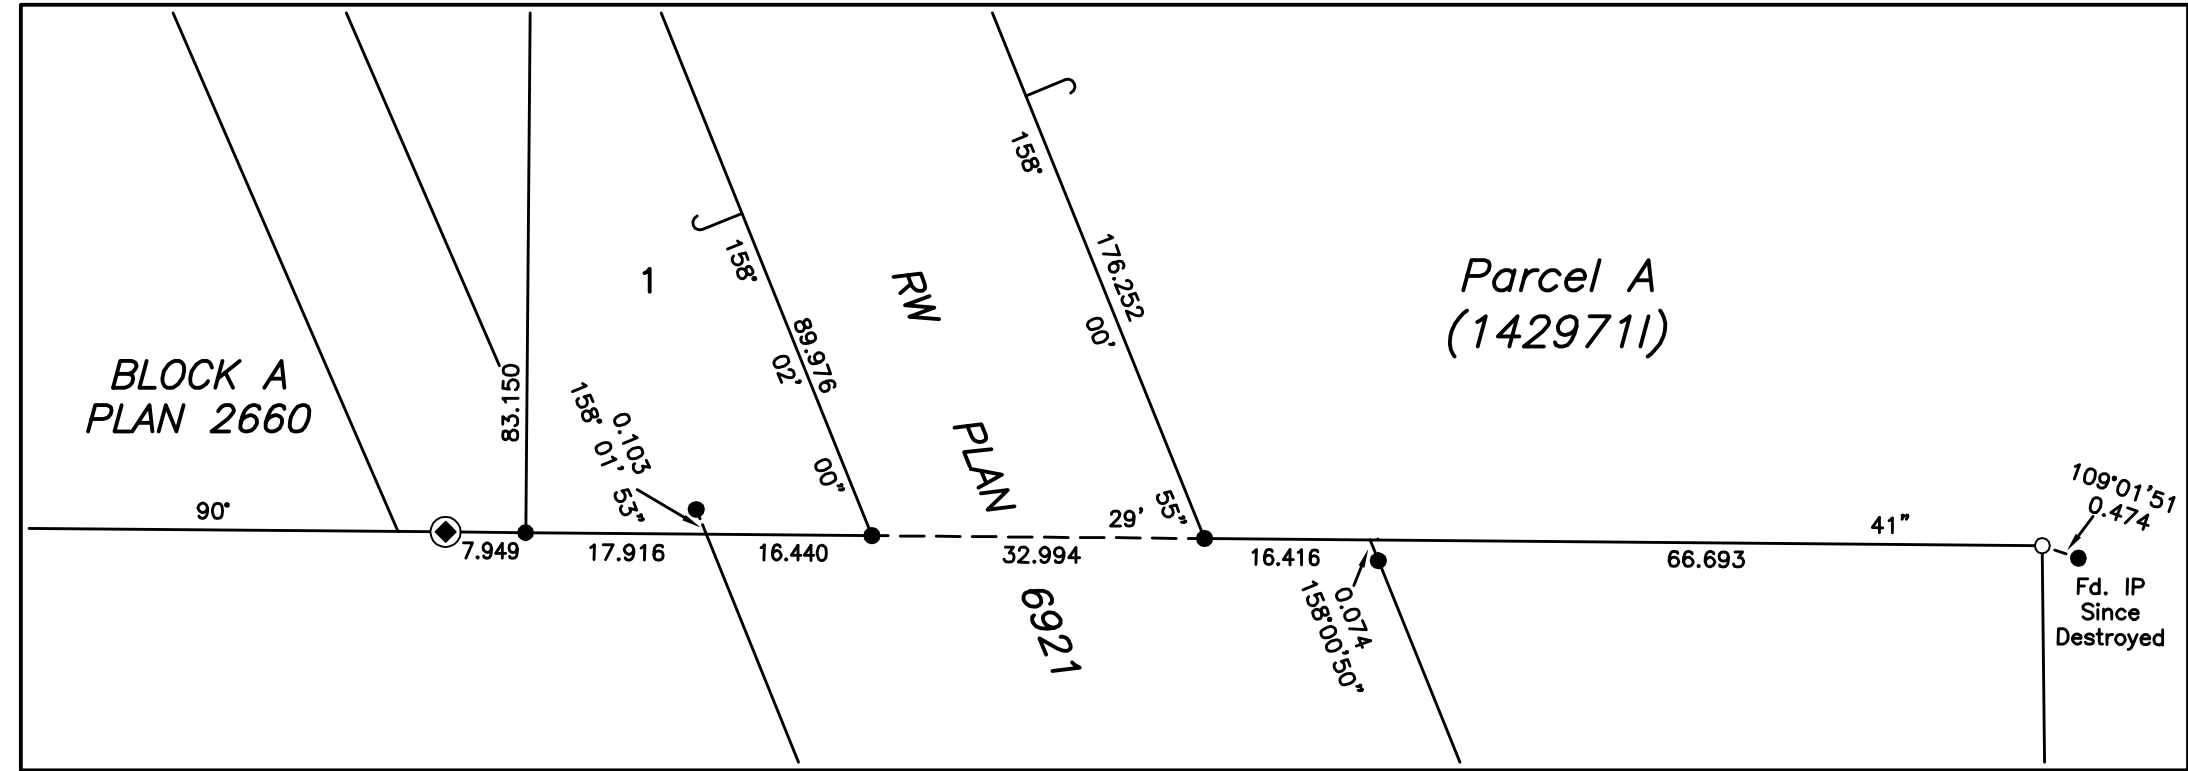 BLOCK A
PLAN 2660
90°
83.150
7.949
1
0.103
158° 01' 53"
17.916
16.440
158° 02' 00"
89.976
RW PLAN 6921
158° 00' 55"
176.252
29'
32.994
16.416
0.074
158°00'50"
Parcel A
(142971I)
66.693
41"
109°01'51
0.474
Fd. IP
Since
Destroyed